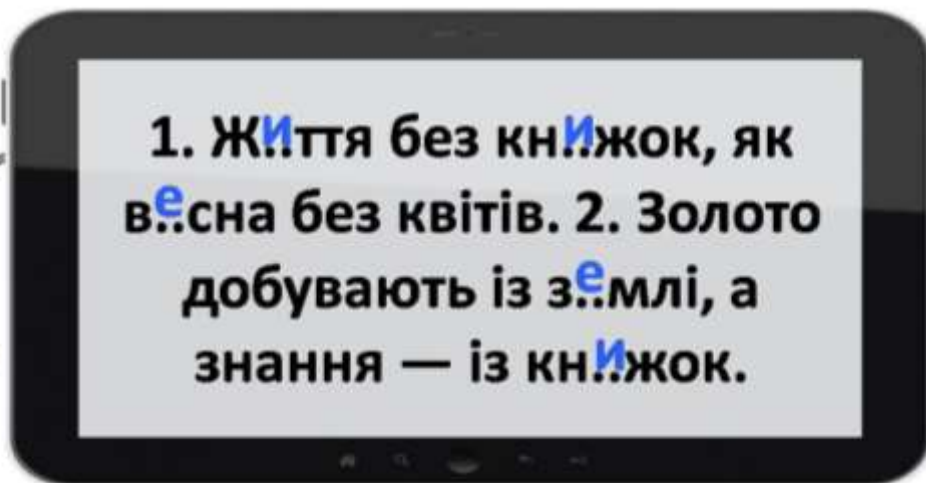 1. Життя без книжок, як
весна без квітів. 2. Золото
добувають із землі, а
знання — із книжок.